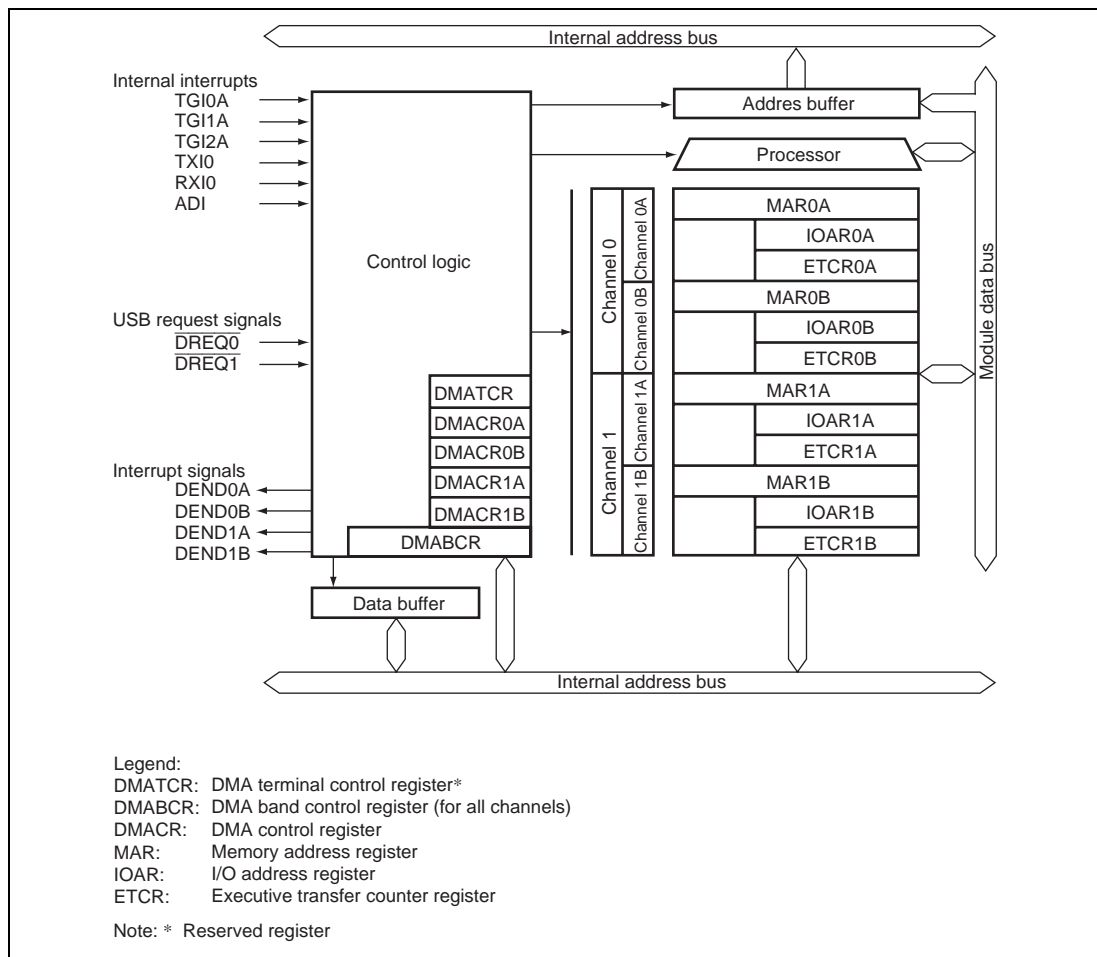 Internal address bus
Internal interrupts
TGI0A
TGI1A
TGI2A
TXI0
RXI0
ADI
USB request signals
DREQ0
DREQ1
Interrupt signals
DEND0A
DEND0B
DEND1A
DEND1B
Control logic
DMATCR
DMACR0A
DMACR0B
DMACR1A
DMACR1B
DMABCR
Data buffer
Addres buffer
Processor
Channel 0
Channel 0A
Channel 0B
Channel 1
Channel 1A
Channel 1B
MAR0A
IOAR0A
ETCR0A
MAR0B
IOAR0B
ETCR0B
MAR1A
IOAR1A
ETCR1A
MAR1B
IOAR1B
ETCR1B
Module data bus
Internal address bus
Legend:
DMATCR: DMA terminal control register*
DMABCR: DMA band control register (for all channels)
DMACR: DMA control register
MAR: Memory address register
IOAR: I/O address register
ETCR: Executive transfer counter register
Note: * Reserved register